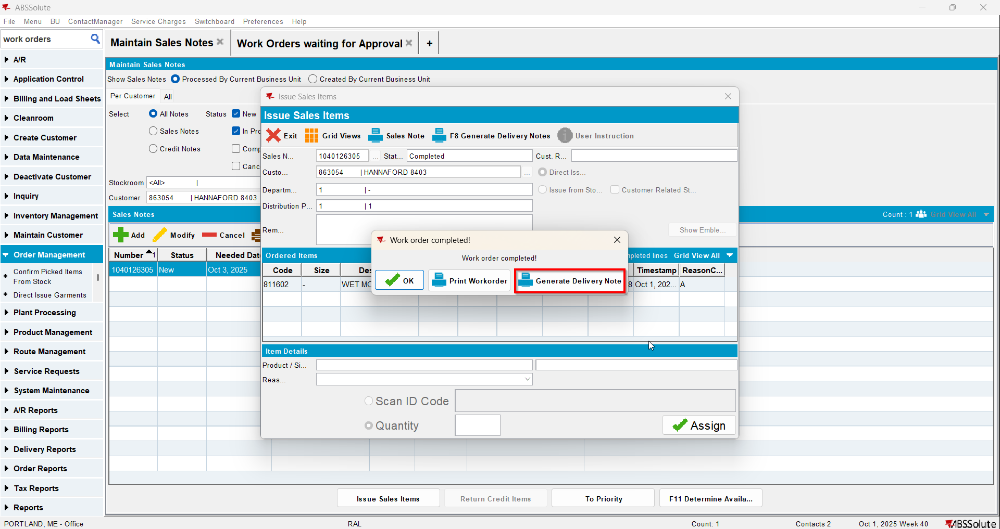 ABSSolute
File Menu BU ContactManager Service Charges Switchboard Preferences Help
work orders
Maintain Sales Notes
Work Orders waiting for Approval
+
A/R
Application Control
Billing and Load Sheets
Cleanroom
Create Customer
Data Maintenance
Deactivate Customer
Inquiry
Inventory Management
Maintain Customer
Order Management
Confirm Picked Items
From Stock
Direct Issue Garments
Plant Processing
Product Management
Route Management
Service Requests
System Maintenance
A/R Reports
Billing Reports
Delivery Reports
Order Reports
Tax Reports
Reports
Maintain Sales Notes
Show Sales Notes Processed By Current Business Unit Created By Current Business Unit
Per Customer All
Select All Notes Status New
Sales Notes In Pro
Credit Notes Comp
Canc
Stockroom <All> |
Customer 863054 | HANNAFORD 8403
Sales Notes
Count : 1 Grid View All
Add Modify Cancel
Number 1 Status Needed Dat
1040126305 New Oct 3, 2025
Issue Sales Items
Issue Sales Items
Exit Grid Views Sales Note F8 Generate Delivery Notes User Instruction
Sales N... 1040126305 ... Stat... Completed Cust. R...
Custo... 863054 | HANNAFORD 8403 ... Direct Iss...
Departm... 1 | - Issue from Sto... Customer Related St...
Distribution P... 1 | 1
Rem...
Show Emble...
Ordered Items
npleted lines Grid View All
Code Size Des Timestamp ReasonC...
811602 - WET MO 8 Oct 1, 202... A
Work order completed!
Work order completed!
OK Print Workorder Generate Delivery Note
Item Details
Product / Si...
Reas...
Scan ID Code
Quantity
Assign
Issue Sales Items Return Credit Items To Priority F11 Determine Availa...
PORTLAND, ME - Office RAL Count: 1 Contacts 2 Oct 1, 2025 Week 40 ABSSolute